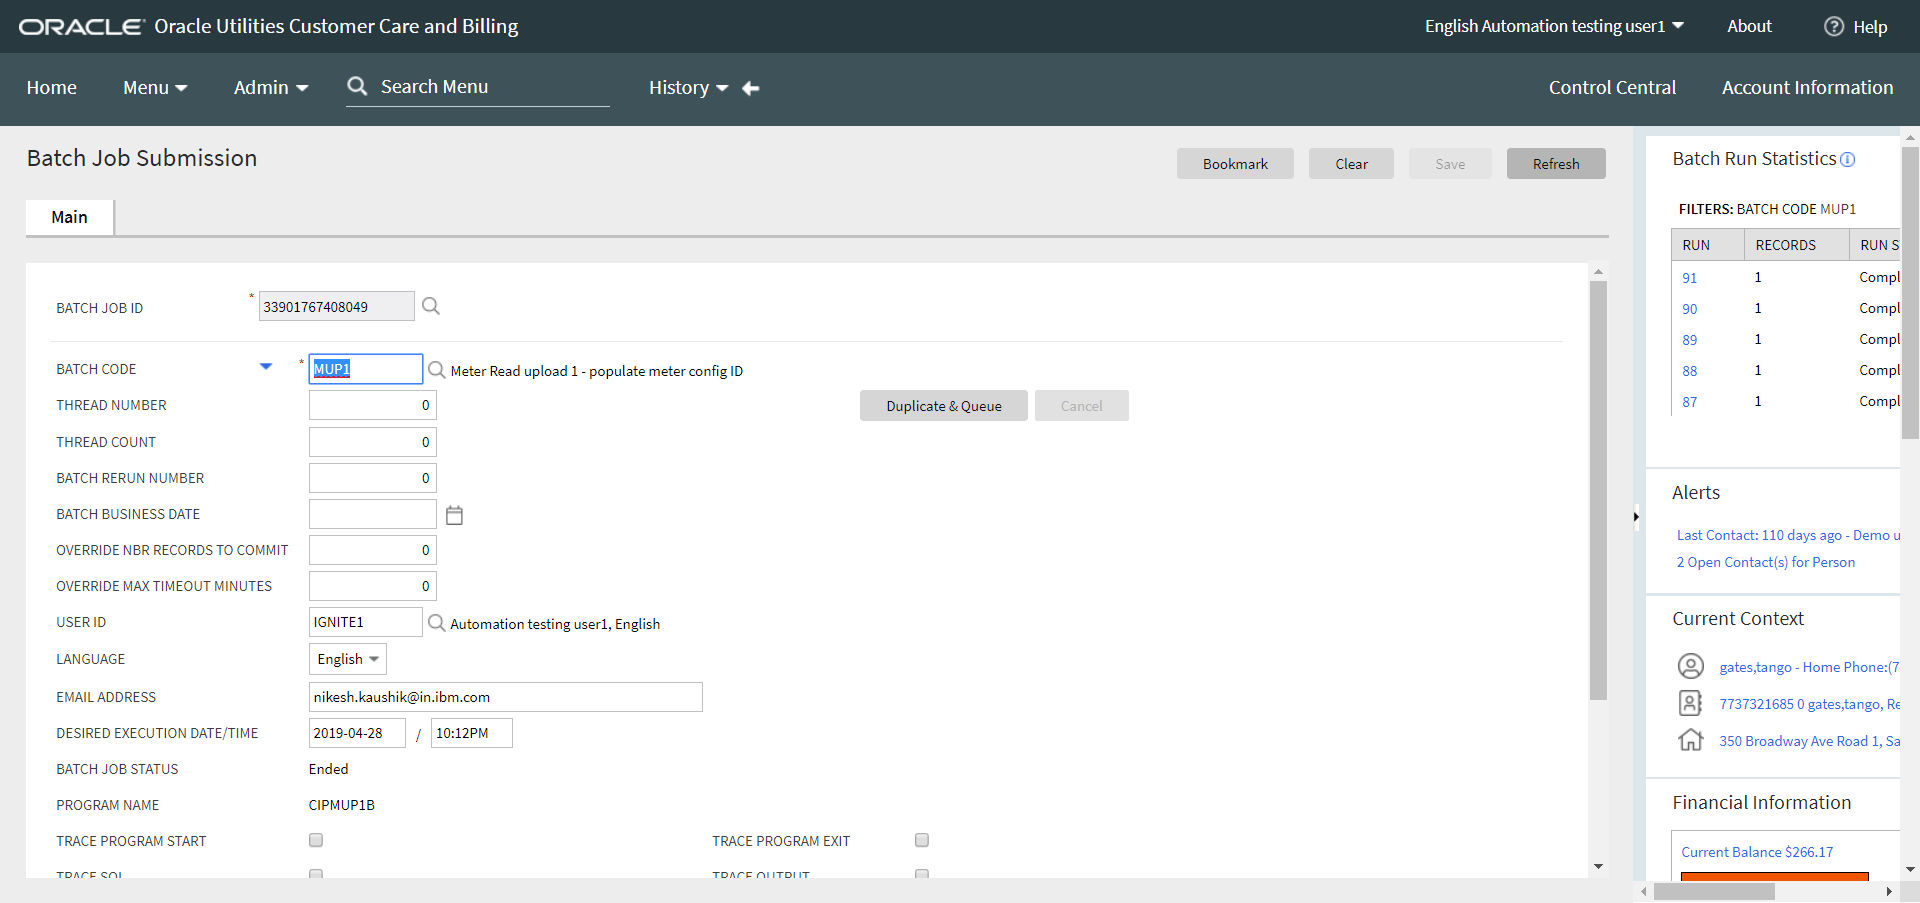 ORACLE Oracle Utilities Customer Care and Billing
English Automation testing user1 About ? Help
Home Menu Admin Search Menu History Control Central Account Information
Batch Job Submission
Bookmark Clear Save Refresh
Main
BATCH JOB ID * 33901767408049
BATCH CODE * MUP1 Meter Read upload 1 - populate meter config ID
THREAD NUMBER 0
Duplicate & Queue Cancel
THREAD COUNT 0
BATCH RERUN NUMBER 0
BATCH BUSINESS DATE
OVERRIDE NBR RECORDS TO COMMIT 0
OVERRIDE MAX TIMEOUT MINUTES 0
USER ID IGNITE1 Automation testing user1, English
LANGUAGE English
EMAIL ADDRESS nikesh.kaushik@in.ibm.com
DESIRED EXECUTION DATE/TIME 2019-04-28 / 10:12PM
BATCH JOB STATUS Ended
PROGRAM NAME CIPMUP1B
TRACE PROGRAM START TRACE PROGRAM EXIT
TRACE SQL TRACE OUTPUT
Batch Run Statistics
FILTERS: BATCH CODE MUP1
RUN RECORDS RUN S
91 1 Compl
90 1 Compl
89 1 Compl
88 1 Compl
87 1 Compl
Alerts
Last Contact: 110 days ago - Demo u
2 Open Contact(s) for Person
Current Context
gates,tango - Home Phone:(7
7737321685 0 gates,tango, Re
350 Broadway Ave Road 1, Sa
Financial Information
Current Balance $266.17